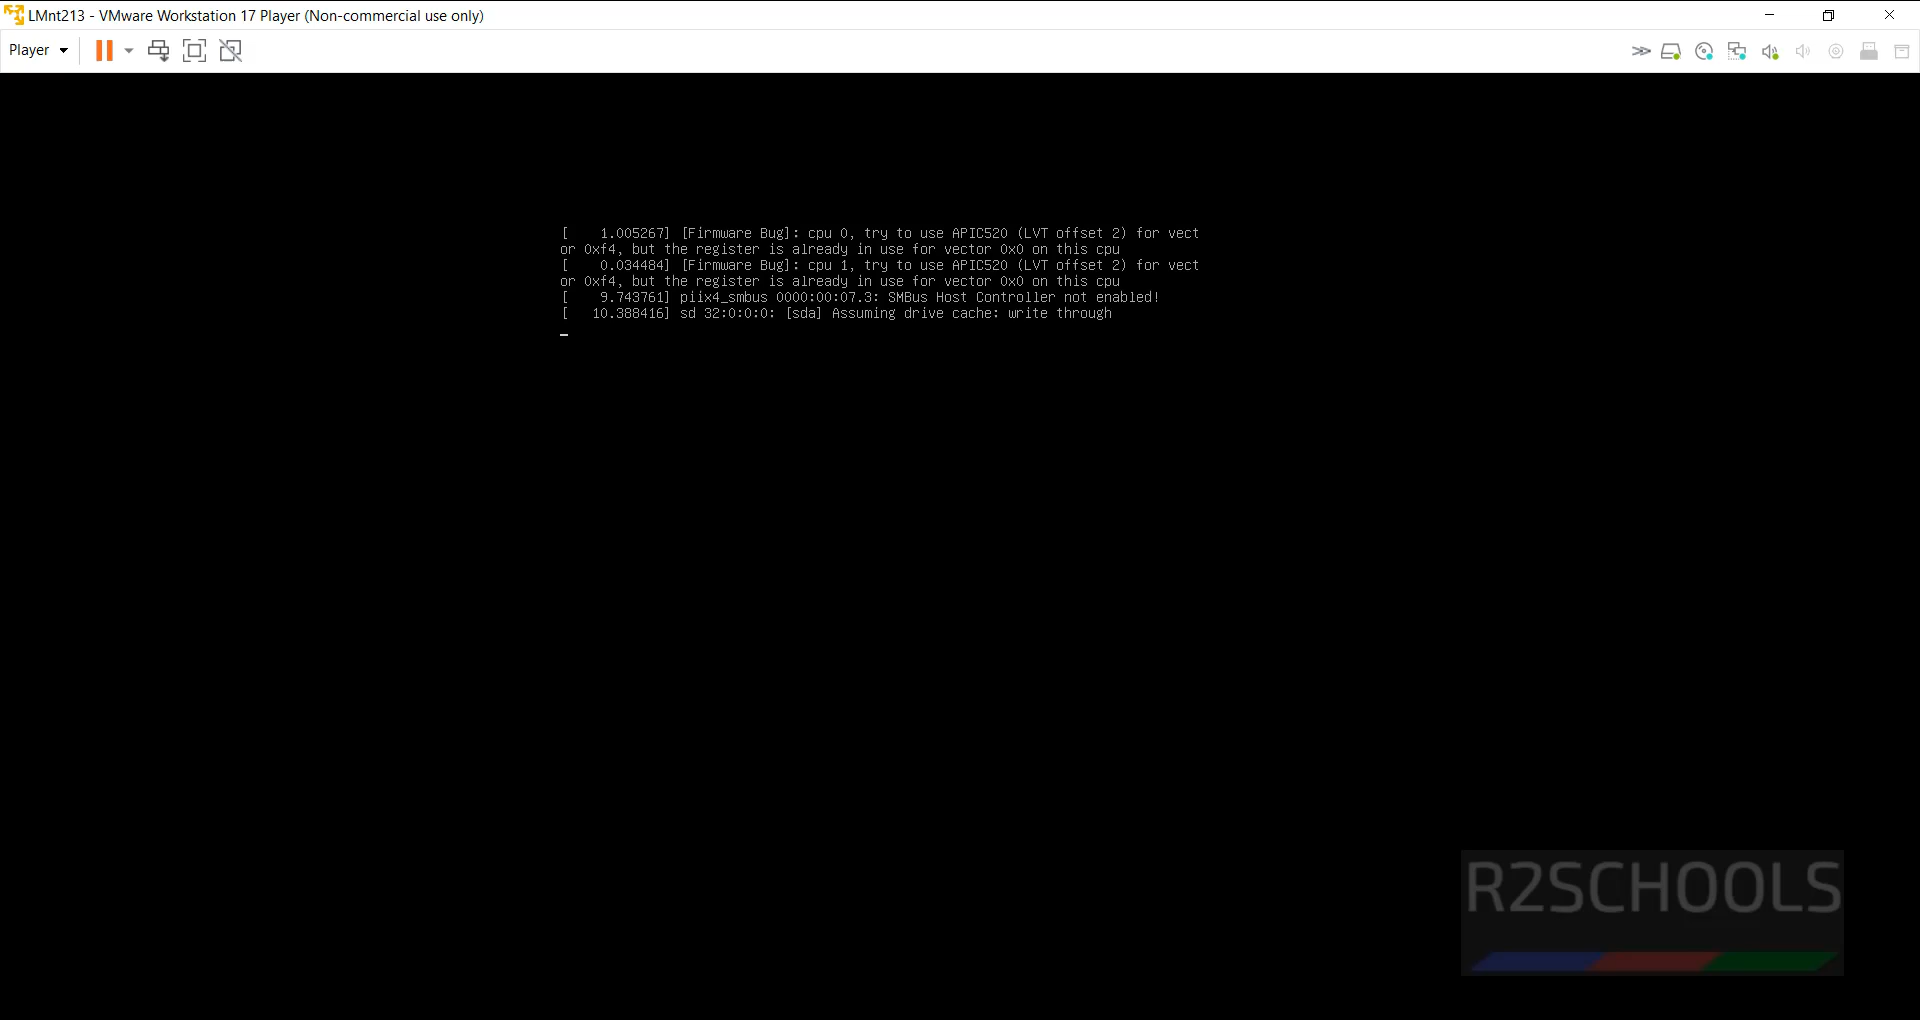 LMnt213 - VMware Workstation 17 Player (Non-commercial use only)
Player
[    1.005267] [Firmware Bug]: cpu 0, try to use APIC520 (LVT offset 2) for vect
or 0xf4, but the register is already in use for vector 0x0 on this cpu
[    0.034484] [Firmware Bug]: cpu 1, try to use APIC520 (LVT offset 2) for vect
or 0xf4, but the register is already in use for vector 0x0 on this cpu
[    9.743761] piix4_smbus 0000:00:07.3: SMBus Host Controller not enabled!
[   10.388416] sd 32:0:0:0: [sda] Assuming drive cache: write through
R2SCHOOLS